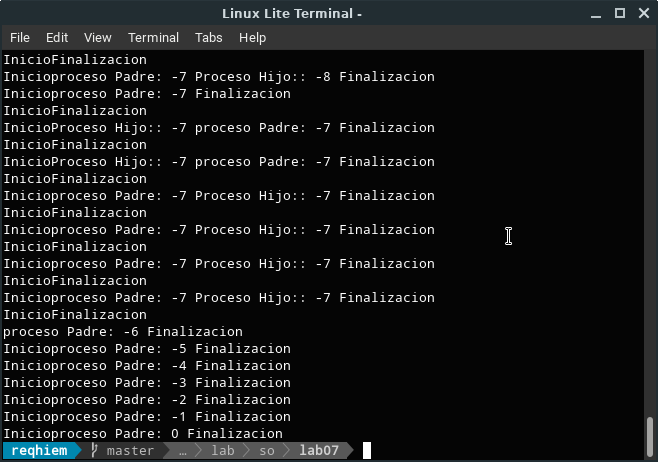 Linux Lite Terminal -
File Edit View Terminal Tabs Help
InicioFinalizacion
Inicioproceso Padre: -7 Proceso Hijo:: -8 Finalizacion
Inicioproceso Padre: -7 Finalizacion
InicioFinalizacion
InicioProceso Hijo:: -7 proceso Padre: -7 Finalizacion
InicioFinalizacion
InicioProceso Hijo:: -7 proceso Padre: -7 Finalizacion
InicioFinalizacion
Inicioproceso Padre: -7 Proceso Hijo:: -7 Finalizacion
InicioFinalizacion
Inicioproceso Padre: -7 Proceso Hijo:: -7 Finalizacion
InicioFinalizacion
Inicioproceso Padre: -7 Proceso Hijo:: -7 Finalizacion
InicioFinalizacion
Inicioproceso Padre: -7 Proceso Hijo:: -7 Finalizacion
InicioFinalizacion
proceso Padre: -6 Finalizacion
Inicioproceso Padre: -5 Finalizacion
Inicioproceso Padre: -4 Finalizacion
Inicioproceso Padre: -3 Finalizacion
Inicioproceso Padre: -2 Finalizacion
Inicioproceso Padre: -1 Finalizacion
Inicioproceso Padre: 0 Finalizacion
reqhiem master … lab so lab07